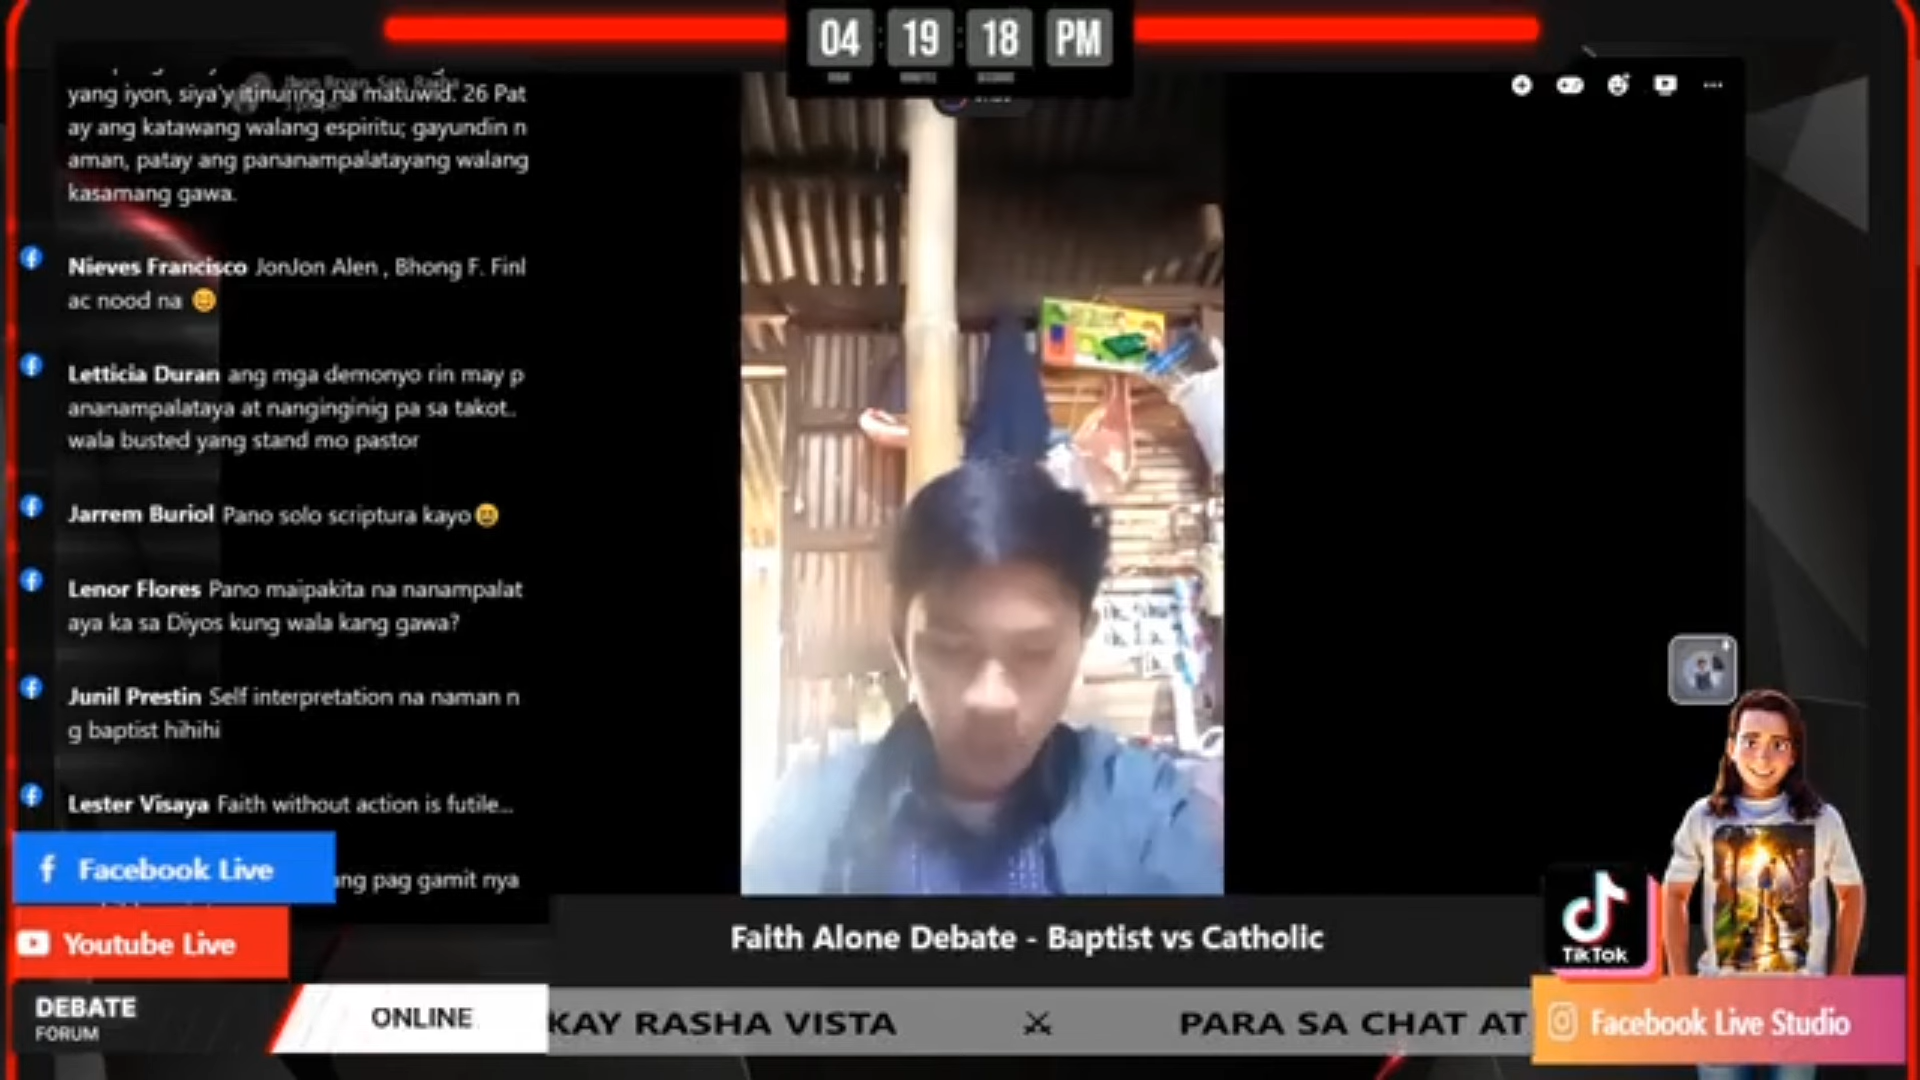 04 19 18 PM
yang iyon, siya'y itinuring na matuwid. 26 Pat
ay ang katawang walang espiritu; gayundin n
aman, patay ang pananampalatayang walang
kasamang gawa.
Nieves Francisco JonJon Alen , Bhong F. Finl
ac nood na 😊
Letticia Duran ang mga demonyo rin may p
ananampalataya at nanginginig pa sa takot..
wala busted yang stand mo pastor
Jarrem Buriol Pano solo scriptura kayo😄
Lenor Flores Pano maipakita na nanampalat
aya ka sa Diyos kung wala kang gawa?
Junil Prestin Self interpretation na naman n
g baptist hihihi
Lester Visaya Faith without action is futile...
ang pag gamit nya
Facebook Live
Youtube Live
Faith Alone Debate - Baptist vs Catholic
TikTok
DEBATE
FORUM
ONLINE
KAY RASHA VISTA ⚔ PARA SA CHAT AT
Facebook Live Studio